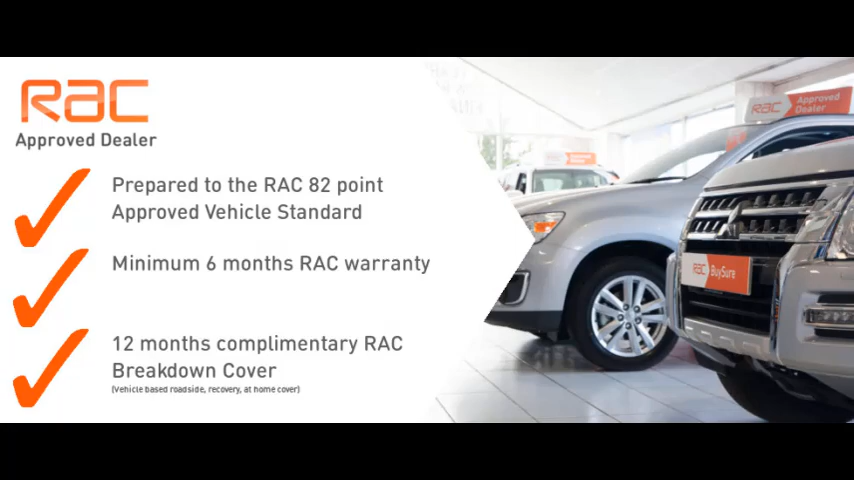 RAC
Approved Dealer
Prepared to the RAC 82 point
Approved Vehicle Standard
Minimum 6 months RAC warranty
12 months complimentary RAC
Breakdown Cover
(Vehicle based roadside, recovery, at home cover)
RAC Approved
Dealer
RAC BuySure